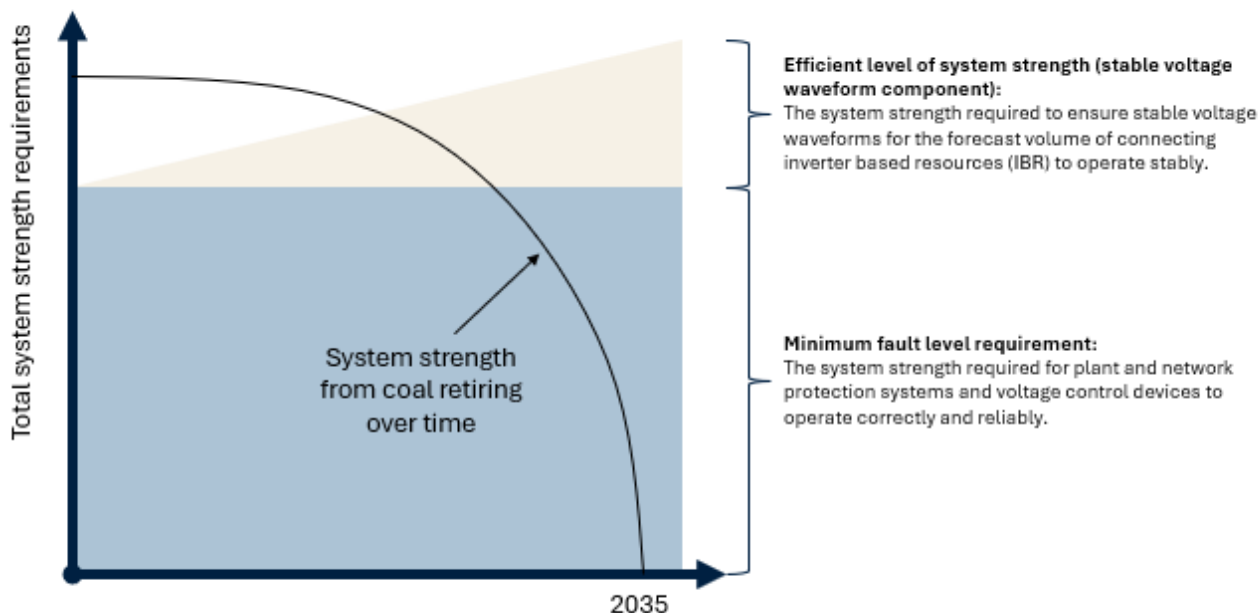 Total system strength requirements
Efficient level of system strength (stable voltage
waveform component):
The system strength required to ensure stable voltage
waveforms for the forecast volume of connecting
inverter based resources (IBR) to operate stably.
System strength
from coal retiring
over time
Minimum fault level requirement:
The system strength required for plant and network
protection systems and voltage control devices to
operate correctly and reliably.
2035